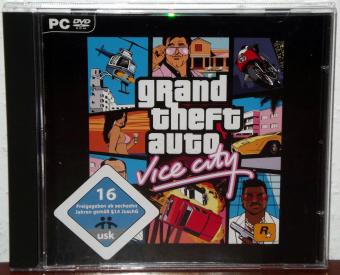 PC DVD
grand
theft
auto
Vice City
16
Freigegeben ab sechzehn
Jahren gemäß §14 JuschG
usk
R